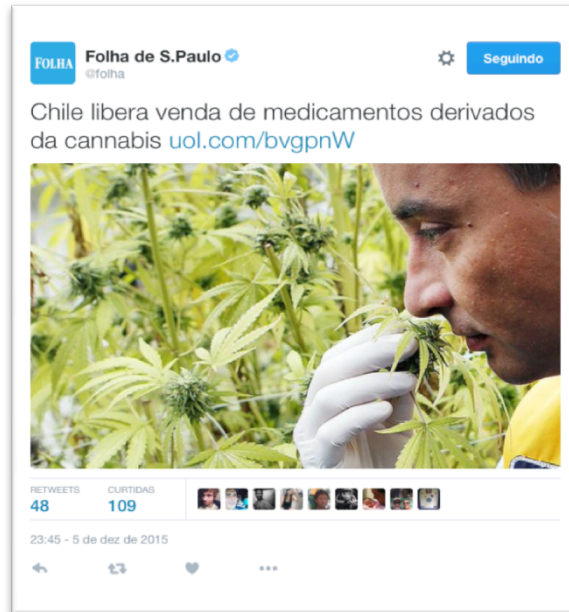 FOLHA
Folha de S.Paulo
@folha
Seguindo
Chile libera venda de medicamentos derivados
da cannabis uol.com/bvgpnW
RETWEETS CURTIDAS
48 109
23:45 - 5 de dez de 2015